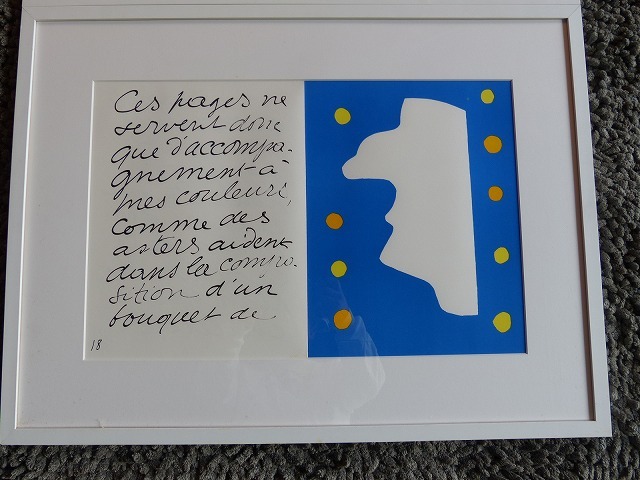 Ces pages ne
servent donc
que d'accompa-
gnement à
mes couleurs,
comme des
asters aident
dans la compo-
sition d'un
bouquet de
18